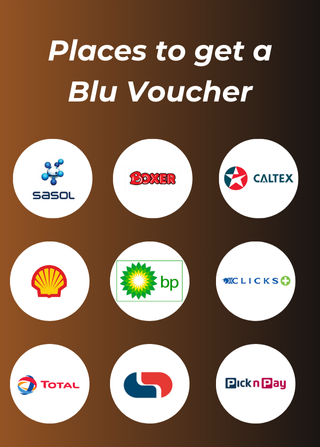 Places to get a
Blu Voucher
SASOL
BOXER
CALTEX
bp
CLICKS
TOTAL
Pick n Pay